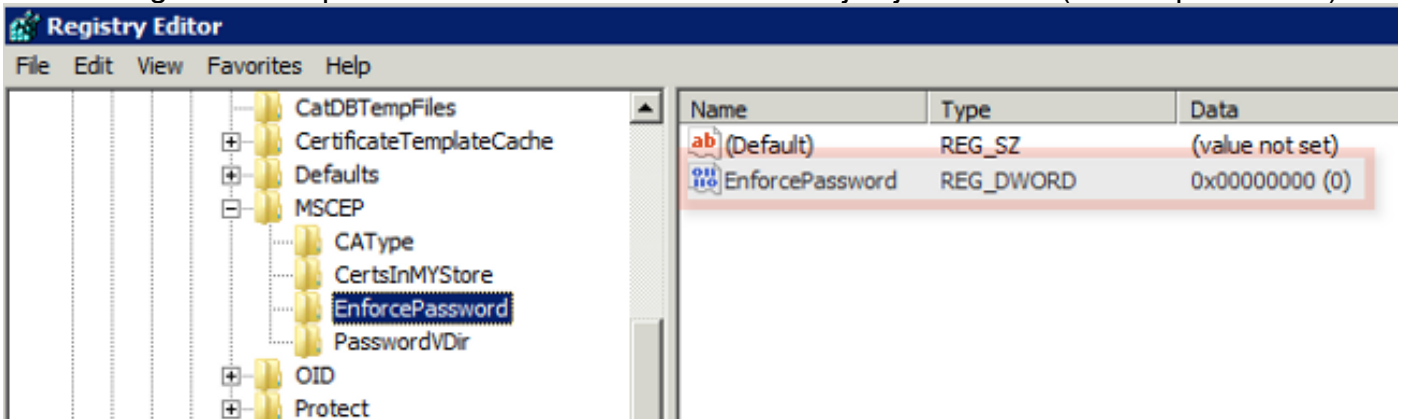 Registry Editor
File Edit View Favorites Help
CatDBTempFiles
CertificateTemplateCache
Defaults
MSCEP
CAType
CertsInMYStore
EnforcePassword
PasswordVDir
OID
Protect
Name Type Data
(Default) REG_SZ (value not set)
EnforcePassword REG_DWORD 0x00000000 (0)